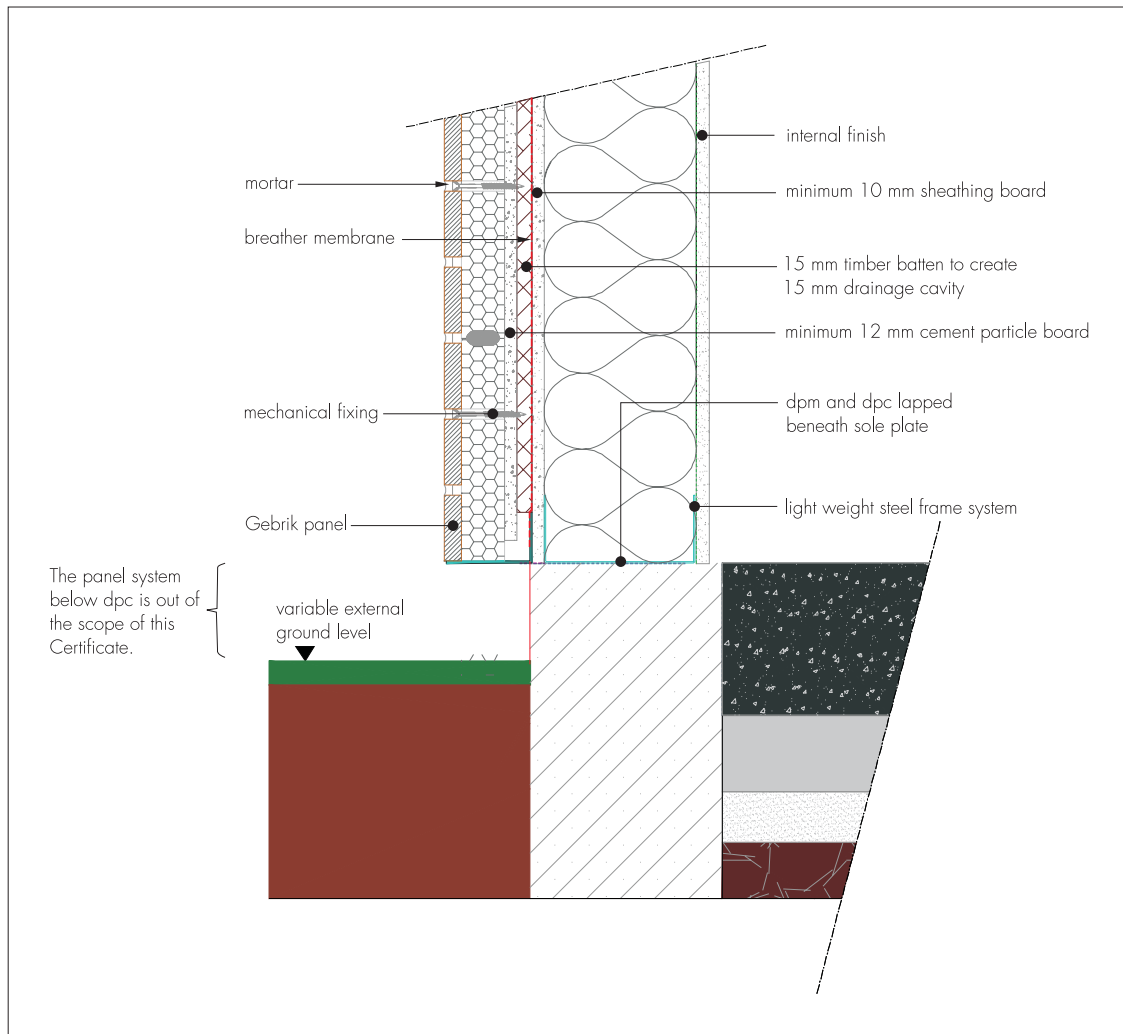 mortar
breather membrane
mechanical fixing
Gebrik panel
The panel system
below dpc is out of
the scope of this
Certificate.
variable external
ground level
internal finish
minimum 10 mm sheathing board
15 mm timber batten to create
15 mm drainage cavity
minimum 12 mm cement particle board
dpm and dpc lapped
beneath sole plate
light weight steel frame system